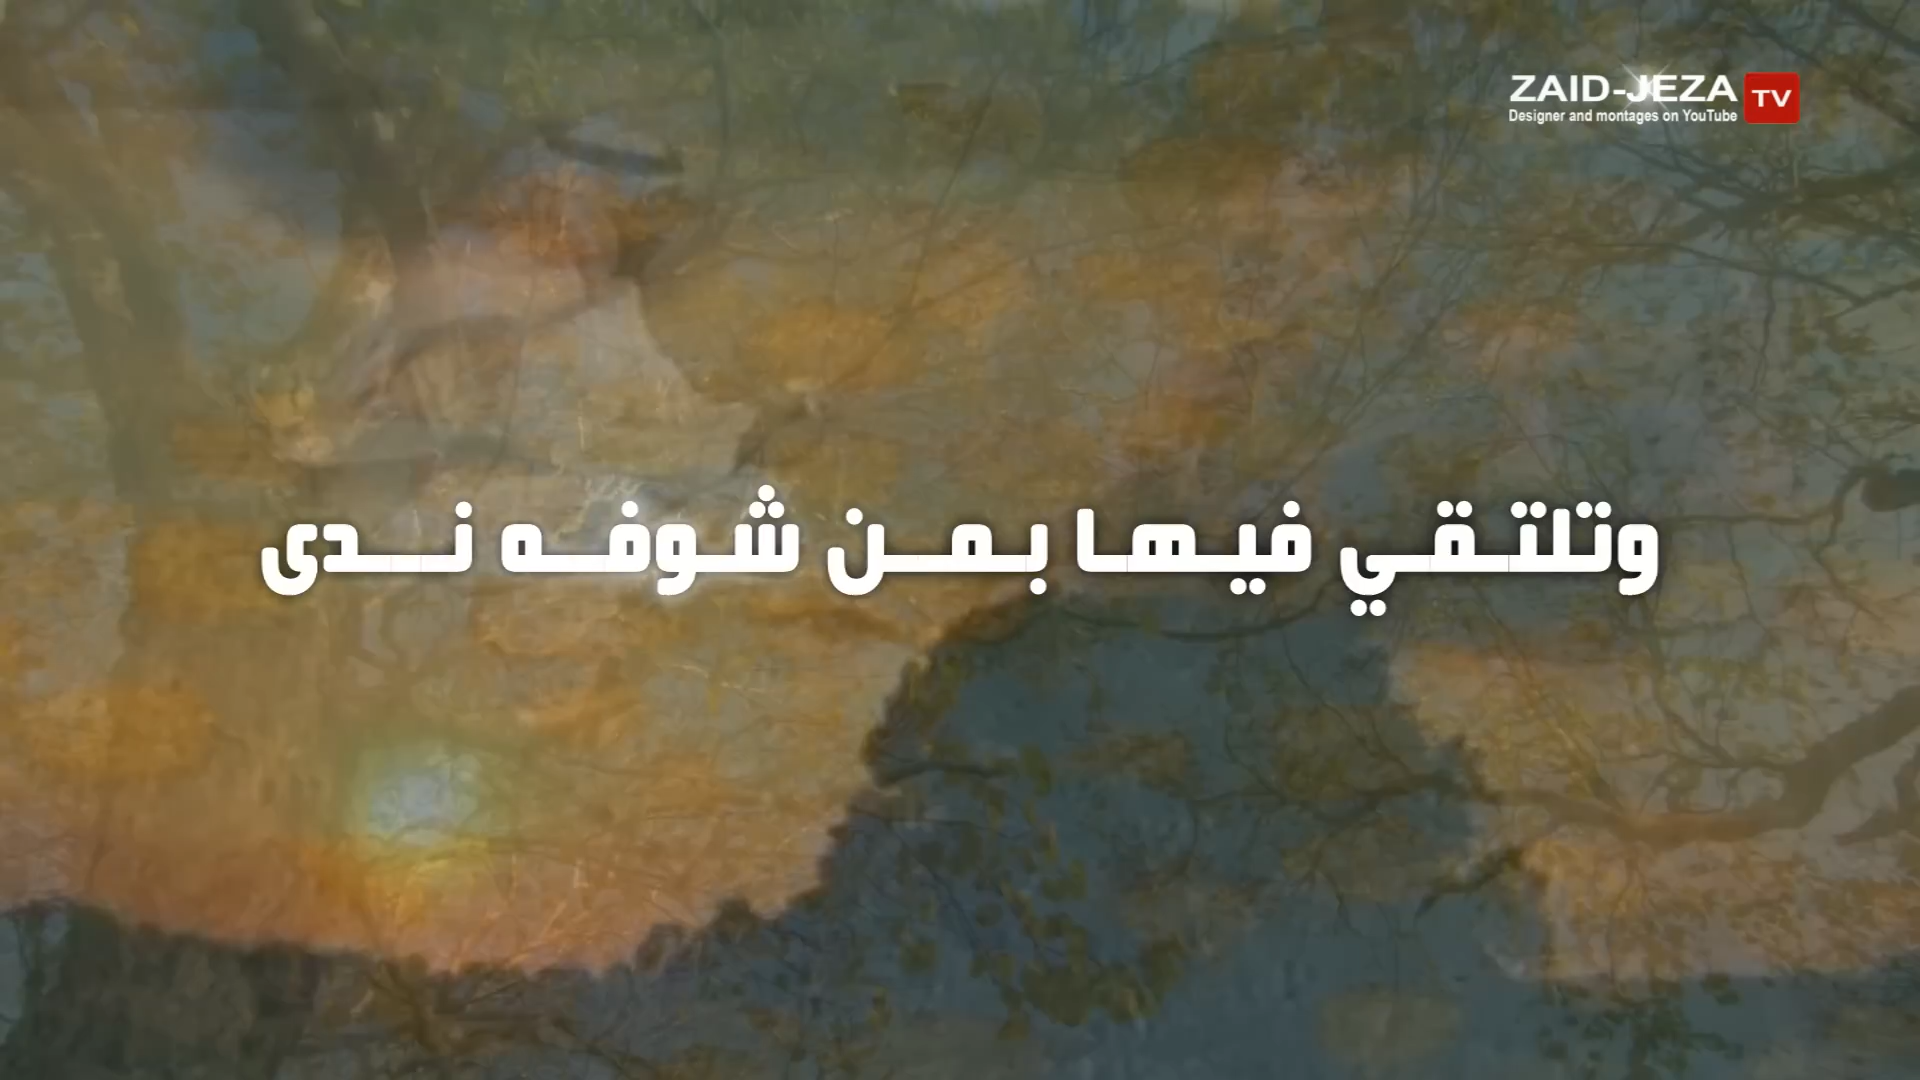 ZAID-JEZA TV
Designer and montages on YouTube
وتلتقي فيها بمن شوفه ندى